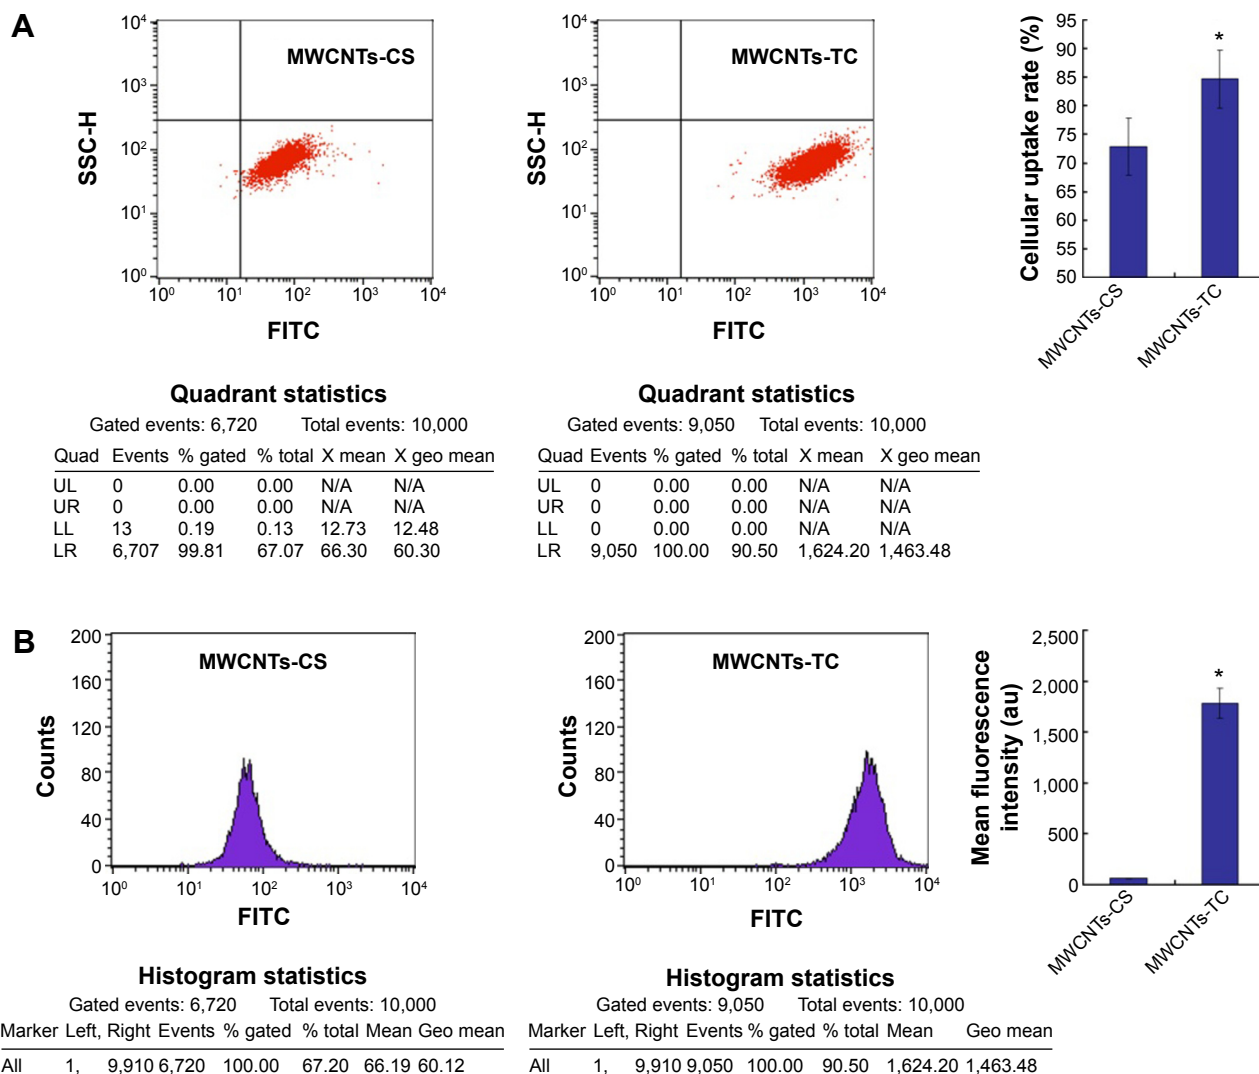 A
MWCNTs-CS
SSC-H
10⁴
10³
10²
10¹
10⁰
10⁰ 10¹ 10² 10³ 10⁴
FITC
MWCNTs-TC
SSC-H
10⁴
10³
10²
10¹
10⁰
10⁰ 10¹ 10² 10³ 10⁴
FITC
Cellular uptake rate (%)
95
90
85
80
75
70
65
60
55
50
*
MWCNTs-CS
MWCNTs-TC
Quadrant statistics
Gated events: 6,720 Total events: 10,000
Quad Events % gated % total X mean X geo mean
UL 0 0.00 0.00 N/A N/A
UR 0 0.00 0.00 N/A N/A
LL 13 0.19 0.13 12.73 12.48
LR 6,707 99.81 67.07 66.30 60.30
Quadrant statistics
Gated events: 9,050 Total events: 10,000
Quad Events % gated % total X mean X geo mean
UL 0 0.00 0.00 N/A N/A
UR 0 0.00 0.00 N/A N/A
LL 0 0.00 0.00 N/A N/A
LR 9,050 100.00 90.50 1,624.20 1,463.48
B
MWCNTs-CS
Counts
200
160
120
80
40
0
10⁰ 10¹ 10² 10³ 10⁴
FITC
MWCNTs-TC
Counts
200
160
120
80
40
0
10⁰ 10¹ 10² 10³ 10⁴
FITC
Mean fluorescence
intensity (au)
2,500
2,000
1,500
1,000
500
0
*
MWCNTs-CS
MWCNTs-TC
Histogram statistics
Gated events: 6,720 Total events: 10,000
Marker Left, Right Events % gated % total Mean Geo mean
All 1, 9,910 6,720 100.00 67.20 66.19 60.12
Histogram statistics
Gated events: 9,050 Total events: 10,000
Marker Left, Right Events % gated % total Mean Geo mean
All 1, 9,910 9,050 100.00 90.50 1,624.20 1,463.48